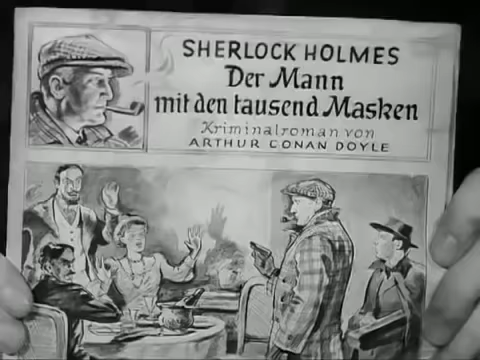 SHERLOCK HOLMES
Der Mann
mit den tausend Masken
Kriminalroman von
ARTHUR CONAN DOYLE